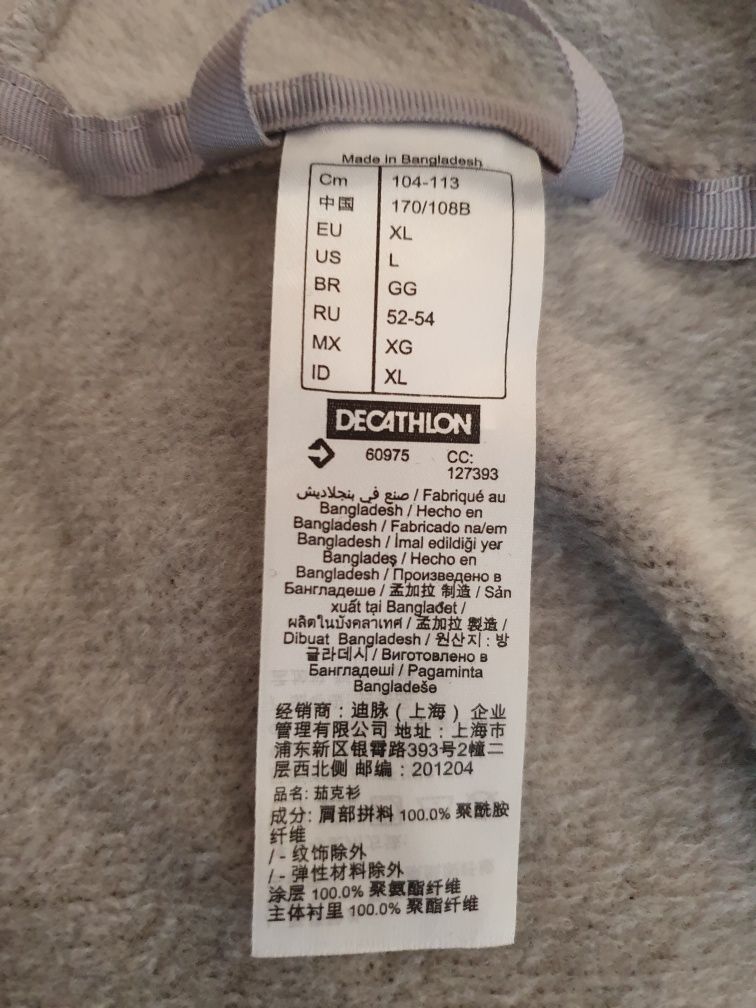 Made in Bangladesh
Cm 104-113
中国 170/108B
EU XL
US L
BR GG
RU 52-54
MX XG
ID XL
DECATHLON
60975 CC:
127393
صنع في بنجلاديش / Fabriqué au
Bangladesh / Hecho en
Bangladesh / Fabricado na/em
Bangladesh / İmal edildiği yer
Bangladeş / Hecho en
Bangladesh / Произведено в
Бангладеше / 孟加拉 制造 / Sản
xuất tại Banglađet /
ผลิตในบังคลาเทศ / 孟加拉 製造 /
Dibuat Bangladesh / 원산지 : 방
글라데시 / Виготовлено в
Бангладеші / Pagaminta
Bangladeše
经销商：迪脉（上海）企业
管理有限公司 地址：上海市
浦东新区银霄路393号2幢二
层西北侧 邮编：201204
品名: 茄克衫
成分: 肩部拼料 100.0% 聚酰胺
纤维
/ - 纹饰除外
/ - 弹性材料除外
涂层 100.0% 聚氨酯纤维
主体衬里 100.0% 聚酯纤维